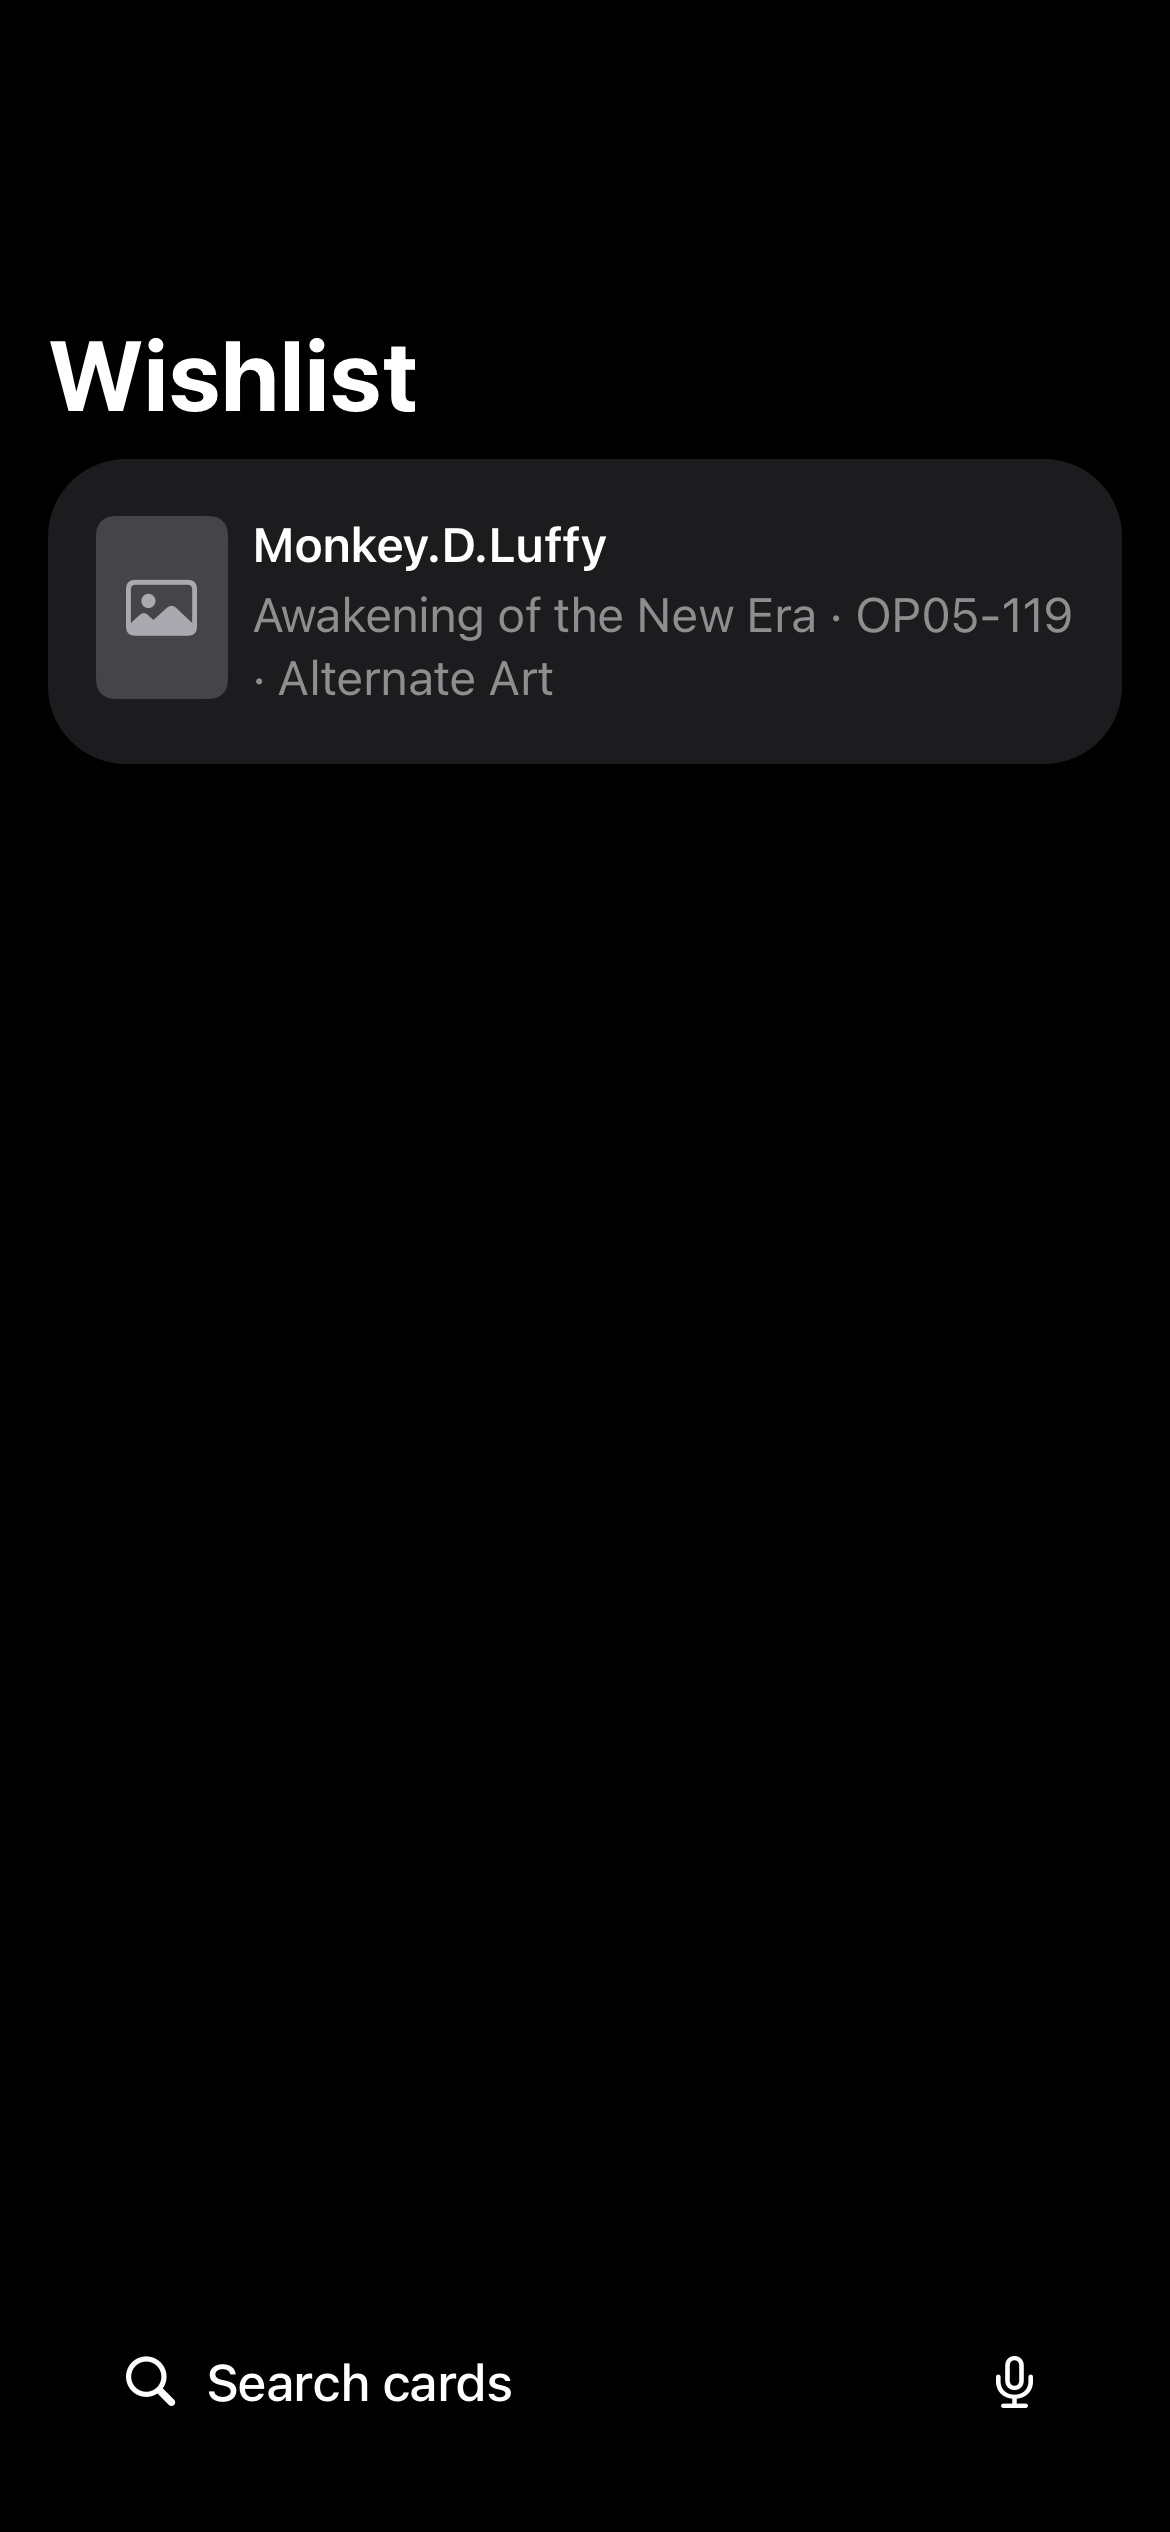 Wishlist
Monkey.D.Luffy
Awakening of the New Era · OP05-119
· Alternate Art
Search cards